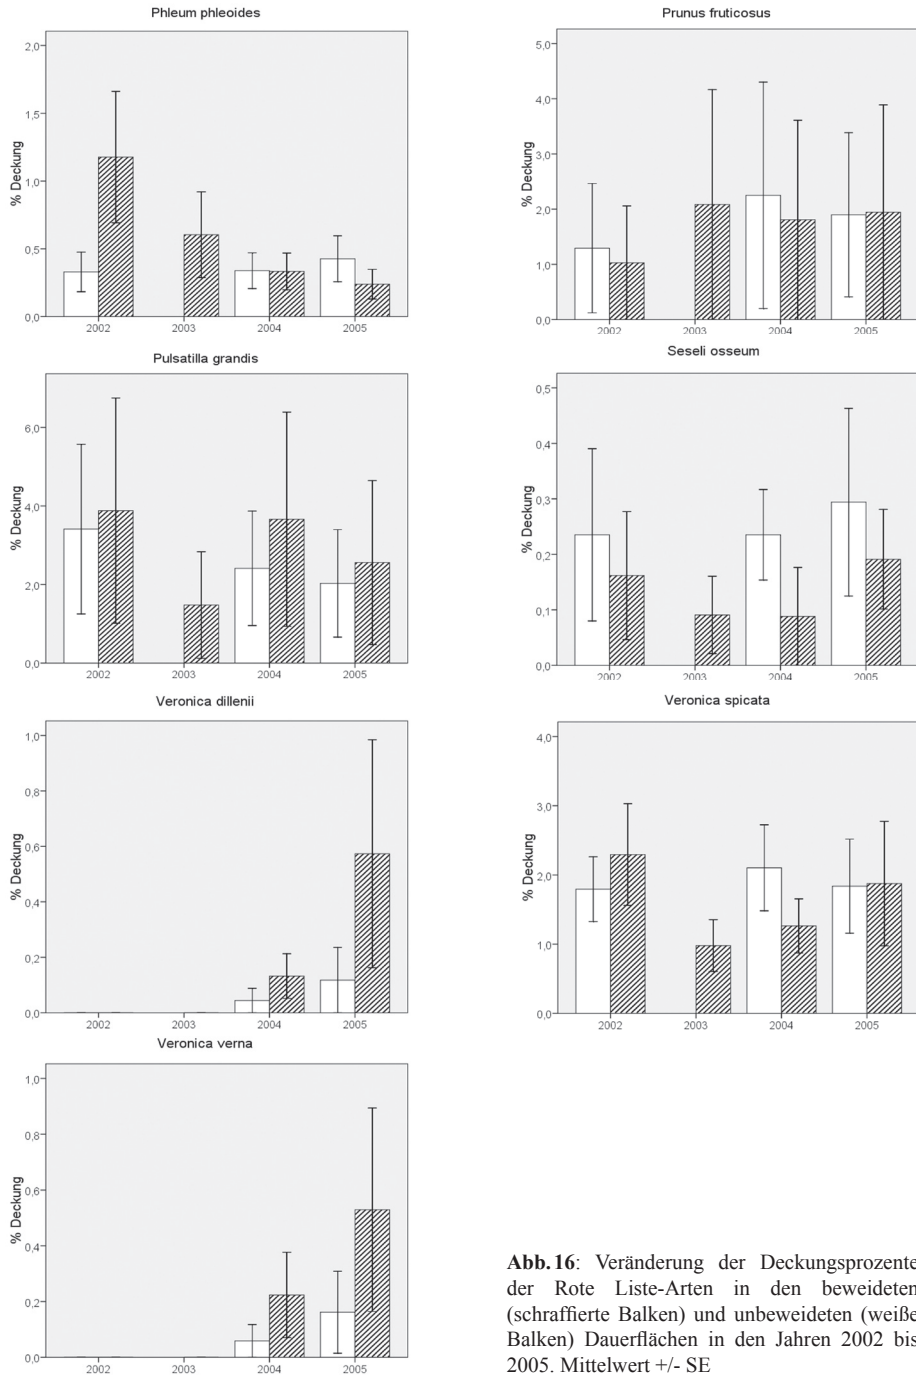 Phleum phleoides
2,0
1,5
1,0
0,5
0,0
% Deckung
2002 2003 2004 2005
Prunus fruticosus
5,0
4,0
3,0
2,0
1,0
0,0
% Deckung
2002 2003 2004 2005
Pulsatilla grandis
6,0
4,0
2,0
0,0
% Deckung
2002 2003 2004 2005
Seseli osseum
0,5
0,4
0,3
0,2
0,1
0,0
% Deckung
2002 2003 2004 2005
Veronica dillenii
1,0
0,8
0,6
0,4
0,2
0,0
% Deckung
2002 2003 2004 2005
Veronica spicata
4,0
3,0
2,0
1,0
0,0
% Deckung
2002 2003 2004 2005
Veronica verna
1,0
0,8
0,6
0,4
0,2
0,0
% Deckung
2002 2003 2004 2005
Abb. 16: Veränderung der Deckungsprozente
der Rote Liste-Arten in den beweideten
(schraffierte Balken) und unbeweideten (weiße
Balken) Dauerflächen in den Jahren 2002 bis
2005. Mittelwert +/- SE